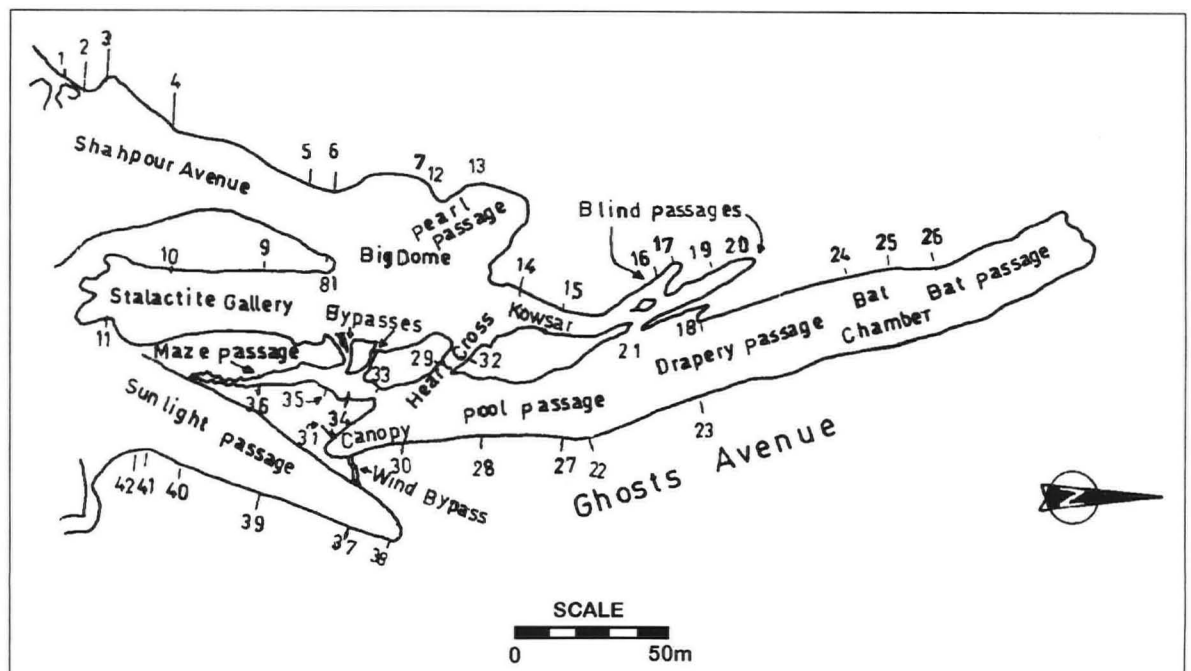 1
2
3
4
5
6
7
12
13
Shahpour Avenue
Pearl
Passage
Big Dome
Blind passages
10
9
81
16
17
19
20
24
25
26
14
15
Kowsar
Stalactite Gallery
Bypasses
11
Maze passage
29
Heart Cross
32
33
21
18
Drapery passage
Bat
Chamber
Bat passage
36
35
34
31
Canopy
Pool passage
Sun light passage
30
28
27
22
23
Wind Bypass
Ghosts Avenue
42
41
40
39
37
38
N
SCALE
0
50m